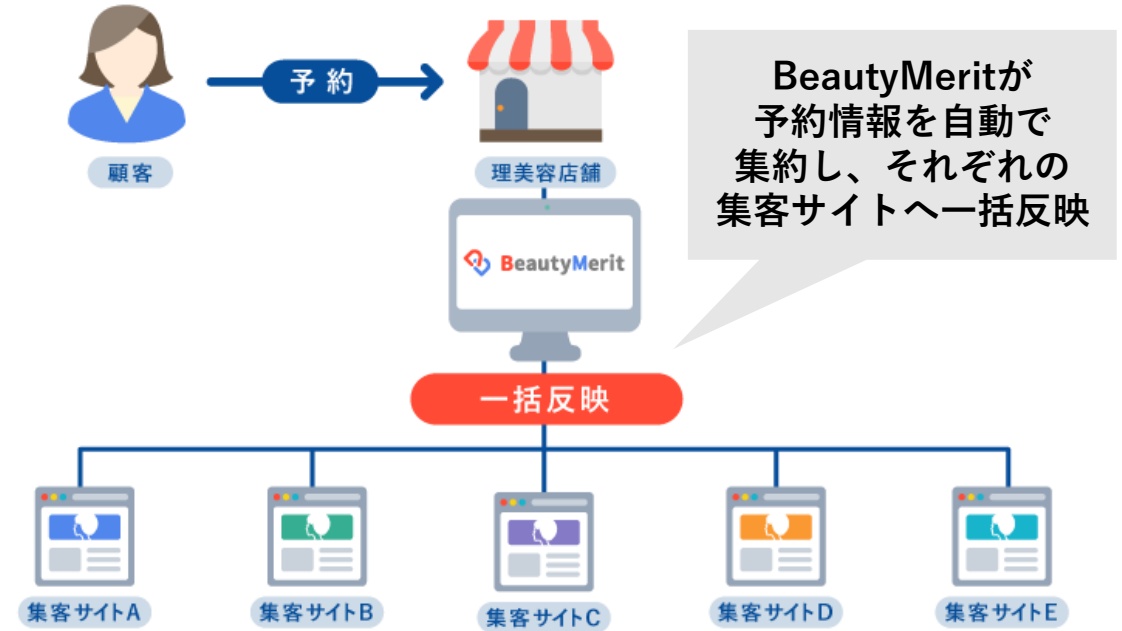 予約
顧客
理美容店舗
BeautyMeritが
予約情報を自動で
集約し、それぞれの
集客サイトへ一括反映
BeautyMerit
一括反映
集客サイトA
集客サイトB
集客サイトC
集客サイトD
集客サイトE